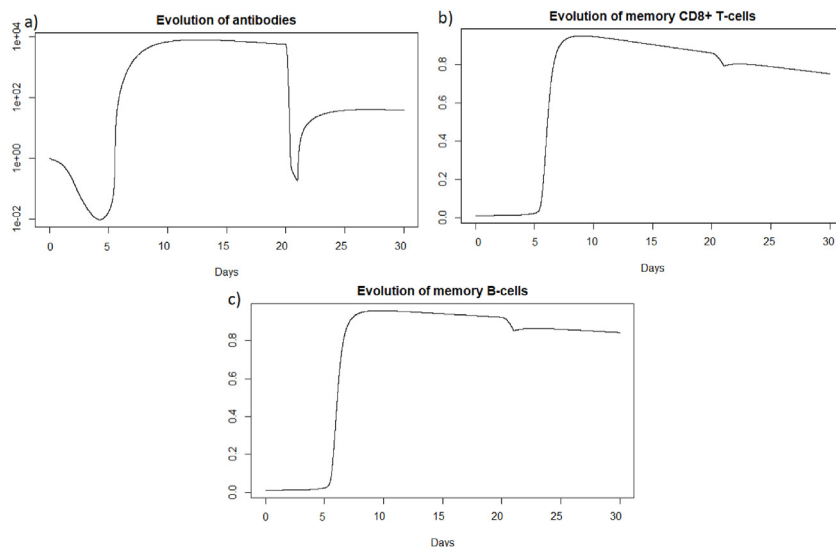 a)
Evolution of antibodies
1e+04
1e+02
1e+00
1e-02
0 5 10 15 20 25 30
Days
b)
Evolution of memory CD8+ T-cells
0.8
0.6
0.4
0.2
0.0
0 5 10 15 20 25 30
Days
c)
Evolution of memory B-cells
0.8
0.6
0.4
0.2
0.0
0 5 10 15 20 25 30
Days